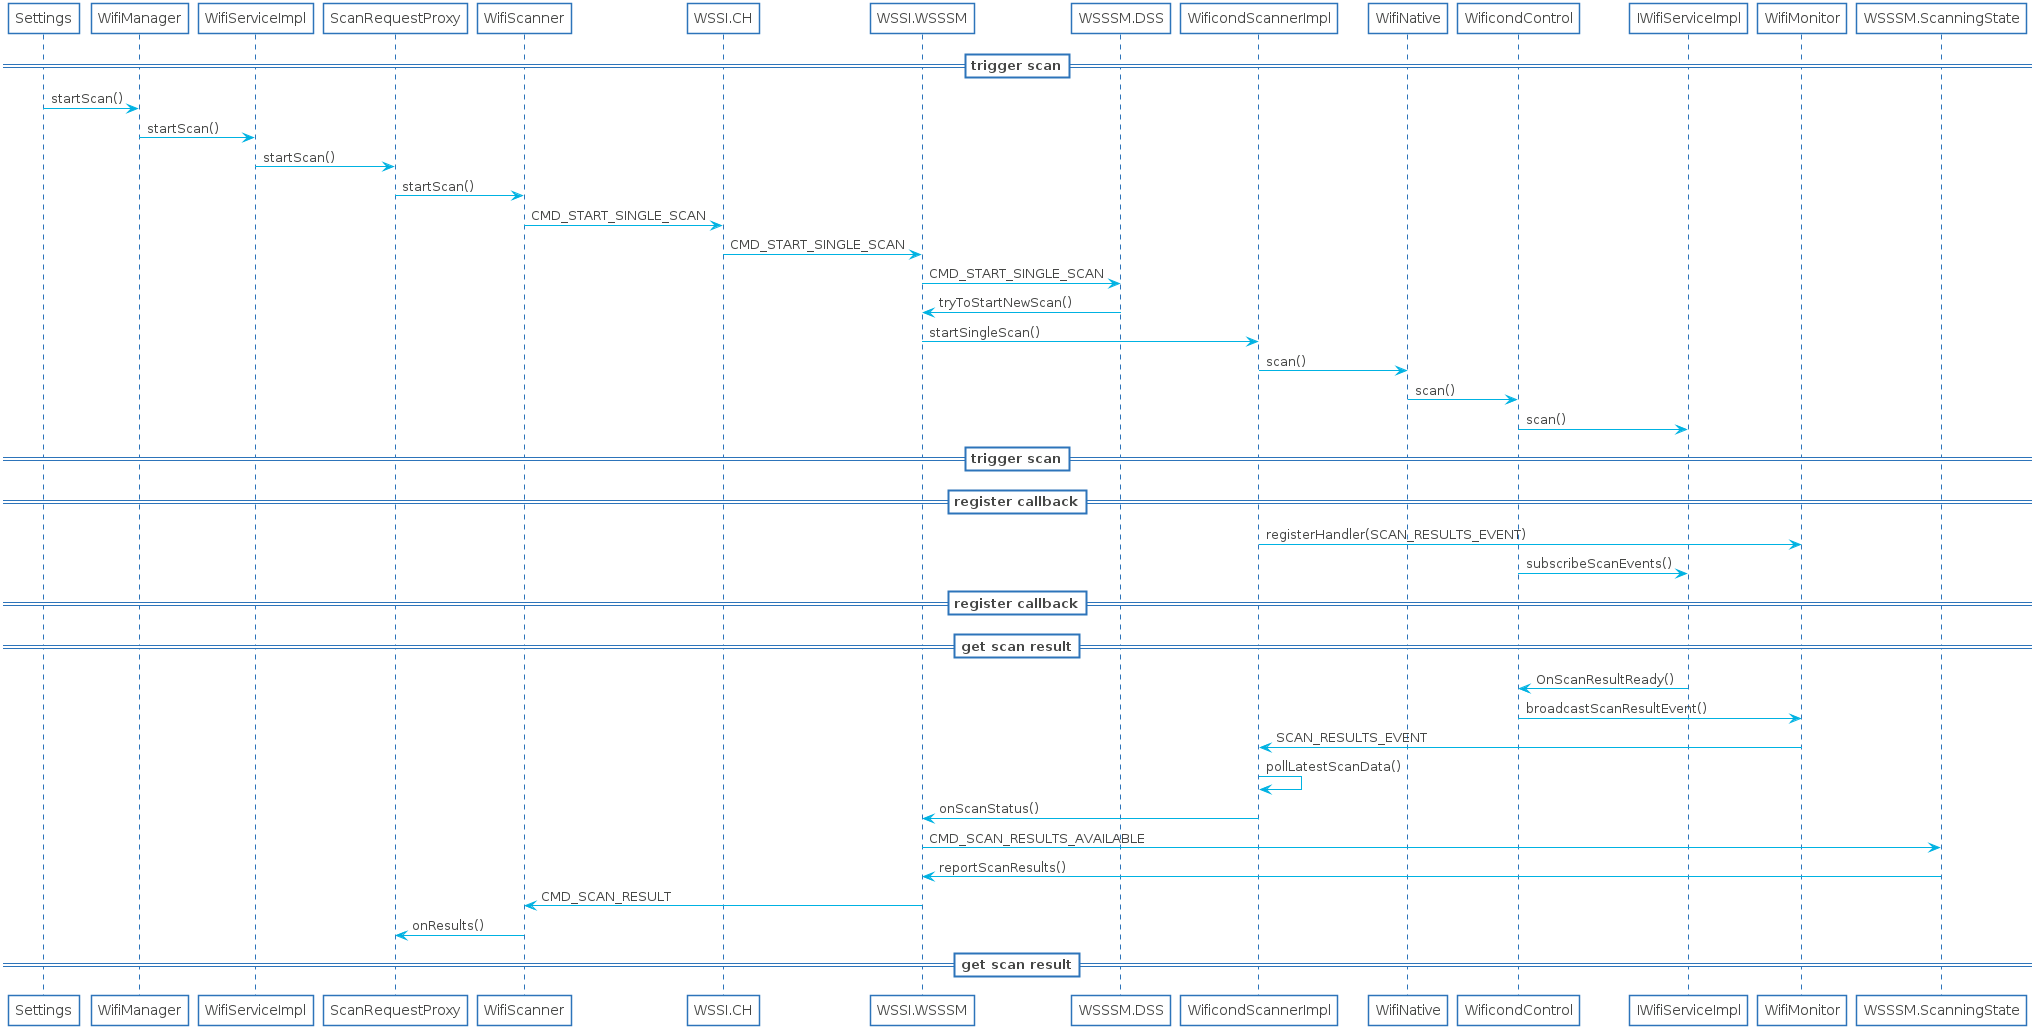 Settings
WifiManager
WifiServiceImpl
ScanRequestProxy
WifiScanner
WSSI.CH
WSSI.WSSSM
WSSSM.DSS
WificondScannerImpl
WifiNative
WificondControl
IWifiServiceImpl
WifiMonitor
WSSSM.ScanningState
trigger scan
startScan()
startScan()
startScan()
startScan()
CMD_START_SINGLE_SCAN
CMD_START_SINGLE_SCAN
CMD_START_SINGLE_SCAN
tryToStartNewScan()
startSingleScan()
scan()
scan()
scan()
trigger scan
register callback
registerHandler(SCAN_RESULTS_EVENT)
subscribeScanEvents()
register callback
get scan result
OnScanResultReady()
broadcastScanResultEvent()
SCAN_RESULTS_EVENT
pollLatestScanData()
onScanStatus()
CMD_SCAN_RESULTS_AVAILABLE
reportScanResults()
CMD_SCAN_RESULT
onResults()
get scan result
Settings
WifiManager
WifiServiceImpl
ScanRequestProxy
WifiScanner
WSSI.CH
WSSI.WSSSM
WSSSM.DSS
WificondScannerImpl
WifiNative
WificondControl
IWifiServiceImpl
WifiMonitor
WSSSM.ScanningState